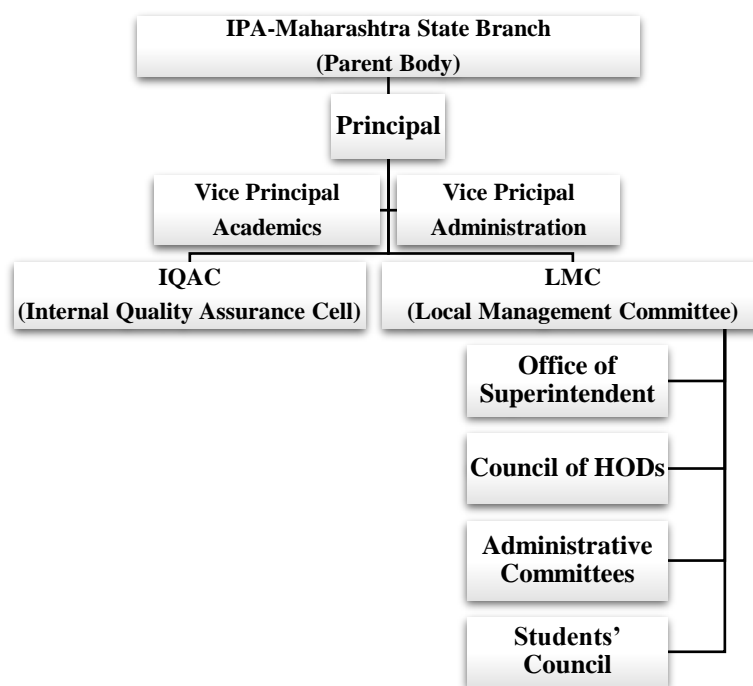 IPA-Maharashtra State Branch
(Parent Body)
Principal
Vice Principal
Academics
Vice Pricipal
Administration
IQAC
(Internal Quality Assurance Cell)
LMC
(Local Management Committee)
Office of
Superintendent
Council of HODs
Administrative
Committees
Students’
Council